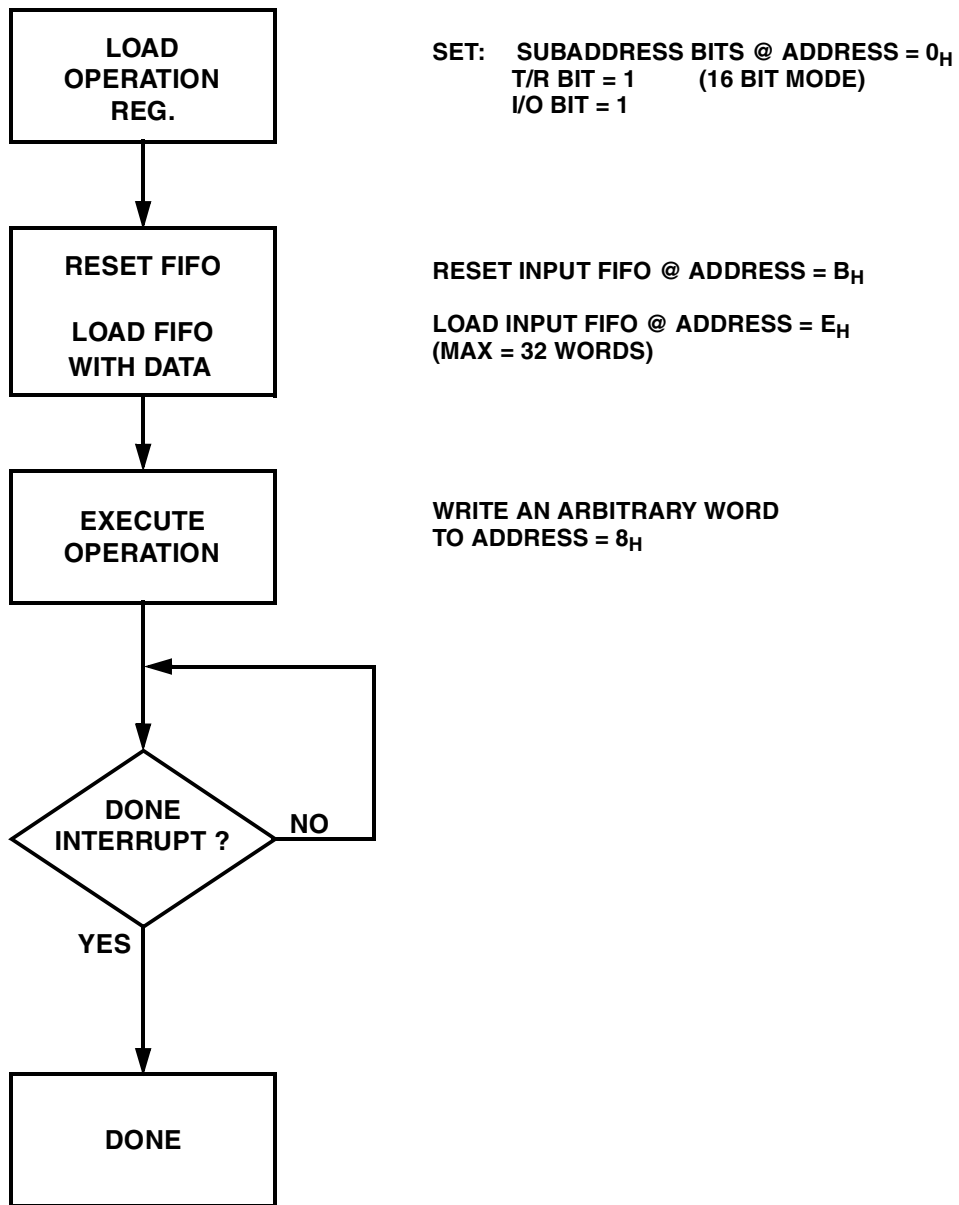 LOAD
OPERATION
REG.
SET: SUBADDRESS BITS @ ADDRESS = 0H
T/R BIT = 1 (16 BIT MODE)
I/O BIT = 1
RESET FIFO
LOAD FIFO
WITH DATA
RESET INPUT FIFO @ ADDRESS = BH
LOAD INPUT FIFO @ ADDRESS = EH
(MAX = 32 WORDS)
EXECUTE
OPERATION
WRITE AN ARBITRARY WORD
TO ADDRESS = 8H
DONE
INTERRUPT ?
NO
YES
DONE